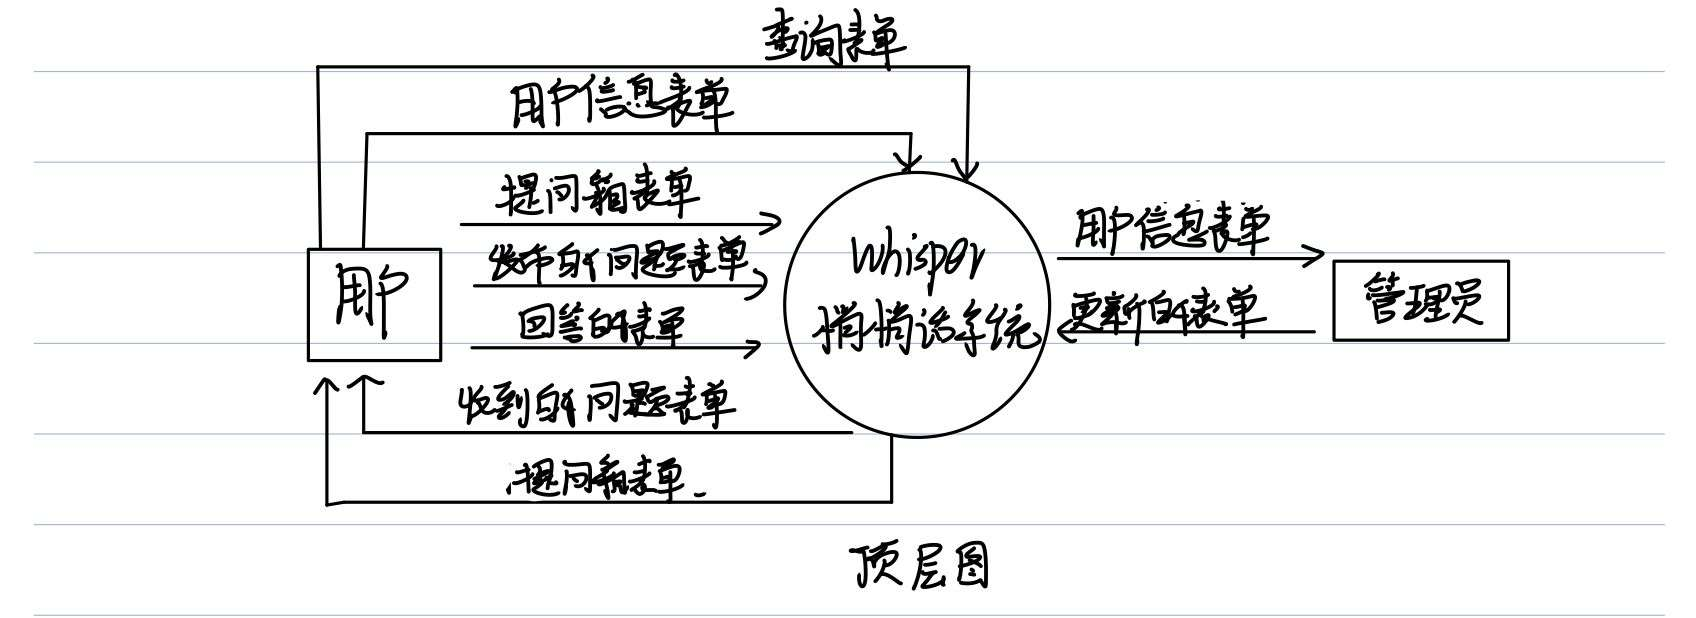 查询表单
用户信息表单
提问箱表单
用户信息表单
发布的问题表单
whisper
用户
管理员
更新的表单
回答的表单
悄悄话系统
收到的问题表单
提问箱表单
顶层图